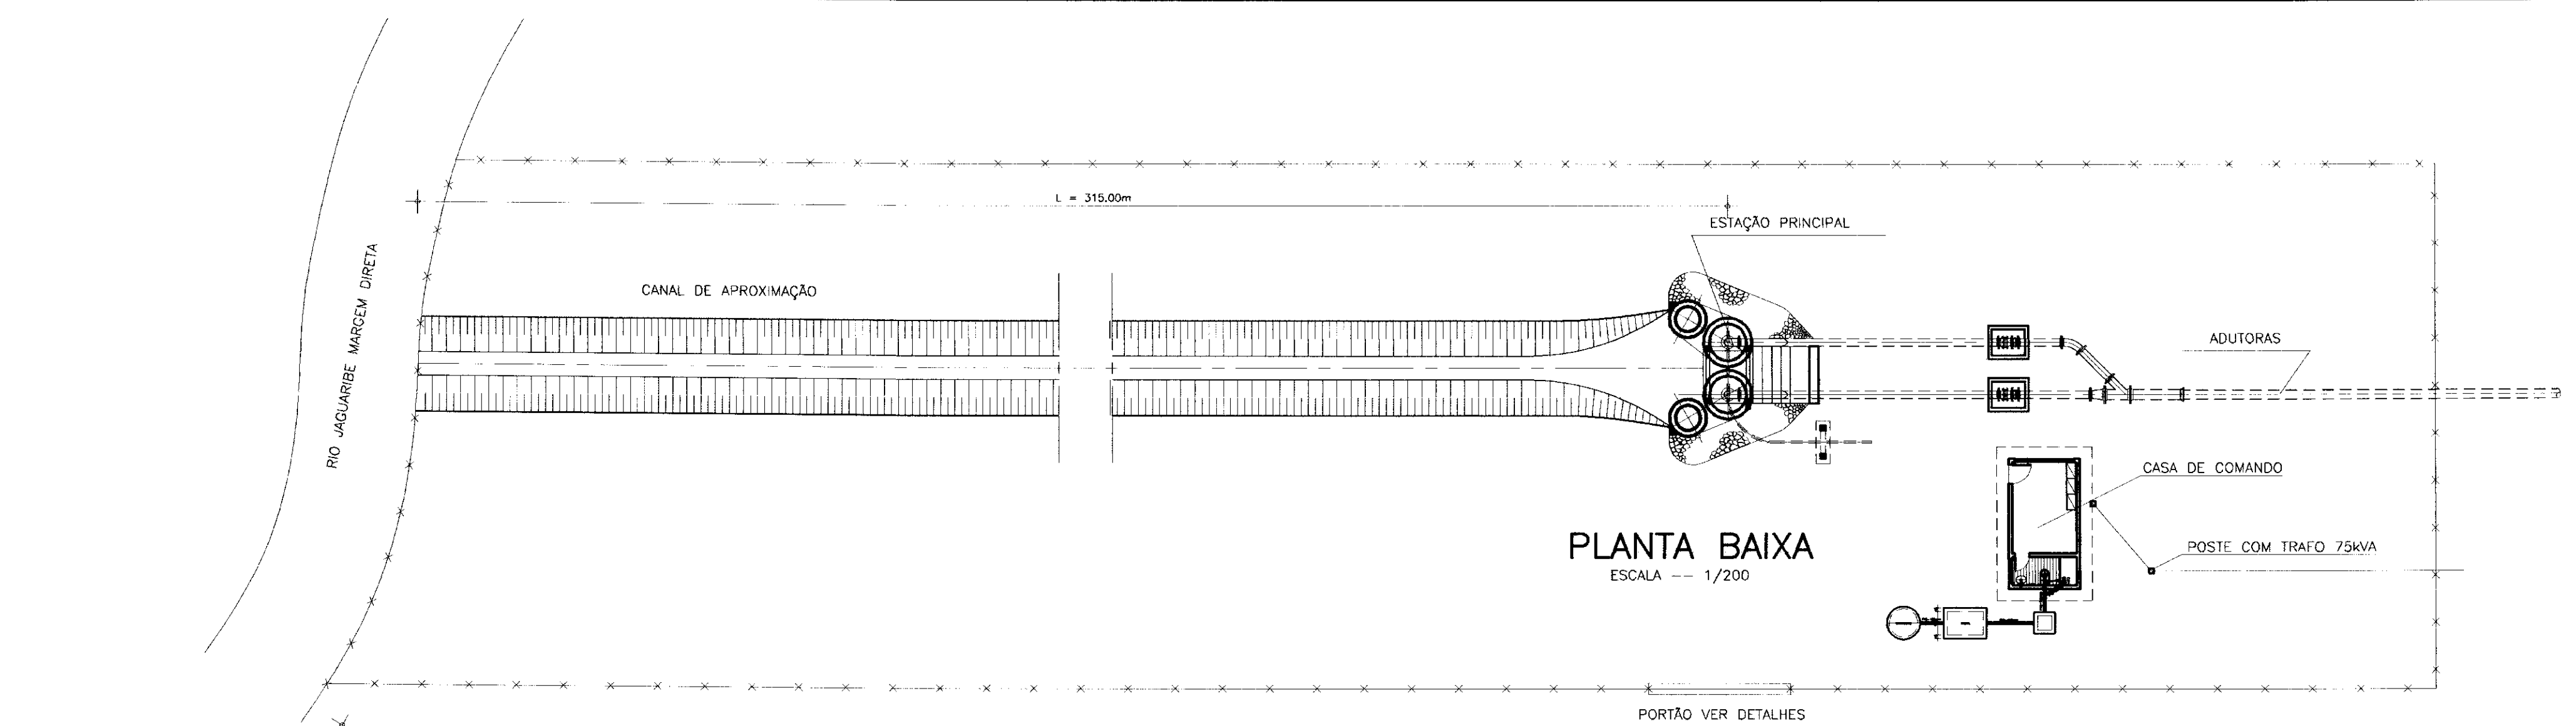 L = 315.00m
ESTAÇÃO PRINCIPAL
RIO JAGUARIBE MARGEM DIRETA
CANAL DE APROXIMAÇÃO
ADUTORAS
CASA DE COMANDO
PLANTA BAIXA
ESCALA -- 1/200
POSTE COM TRAFO 75kVA
PORTÃO VER DETALHES